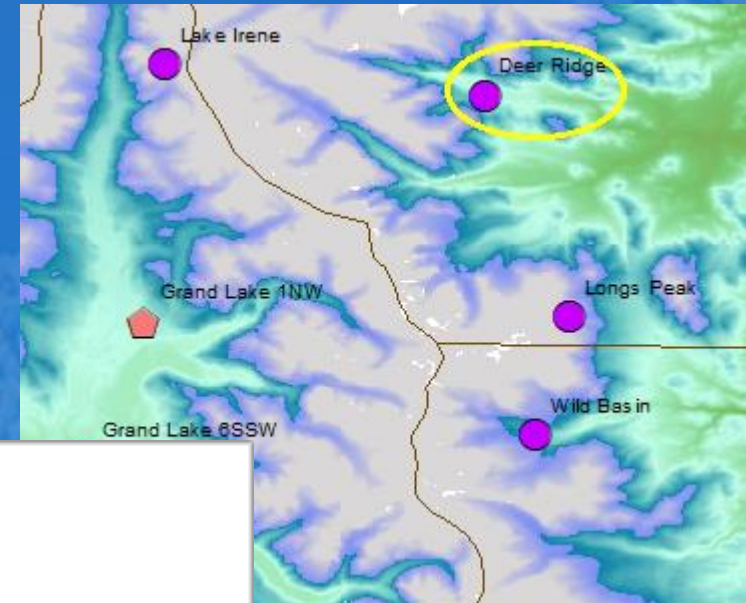 Lake Irene
Deer Ridge
Grand Lake 1NW
Longs Peak
Wild Basin
Grand Lake 6SSW